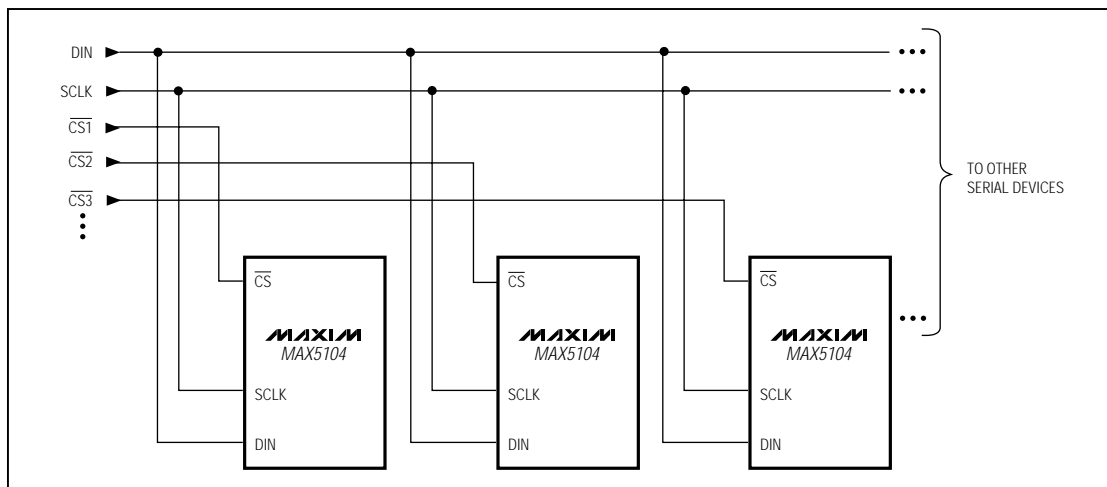 DIN
SCLK
CS1
CS2
CS3
TO OTHER
SERIAL DEVICES
CS
MAXIM
MAX5104
SCLK
DIN
CS
MAXIM
MAX5104
SCLK
DIN
CS
MAXIM
MAX5104
SCLK
DIN